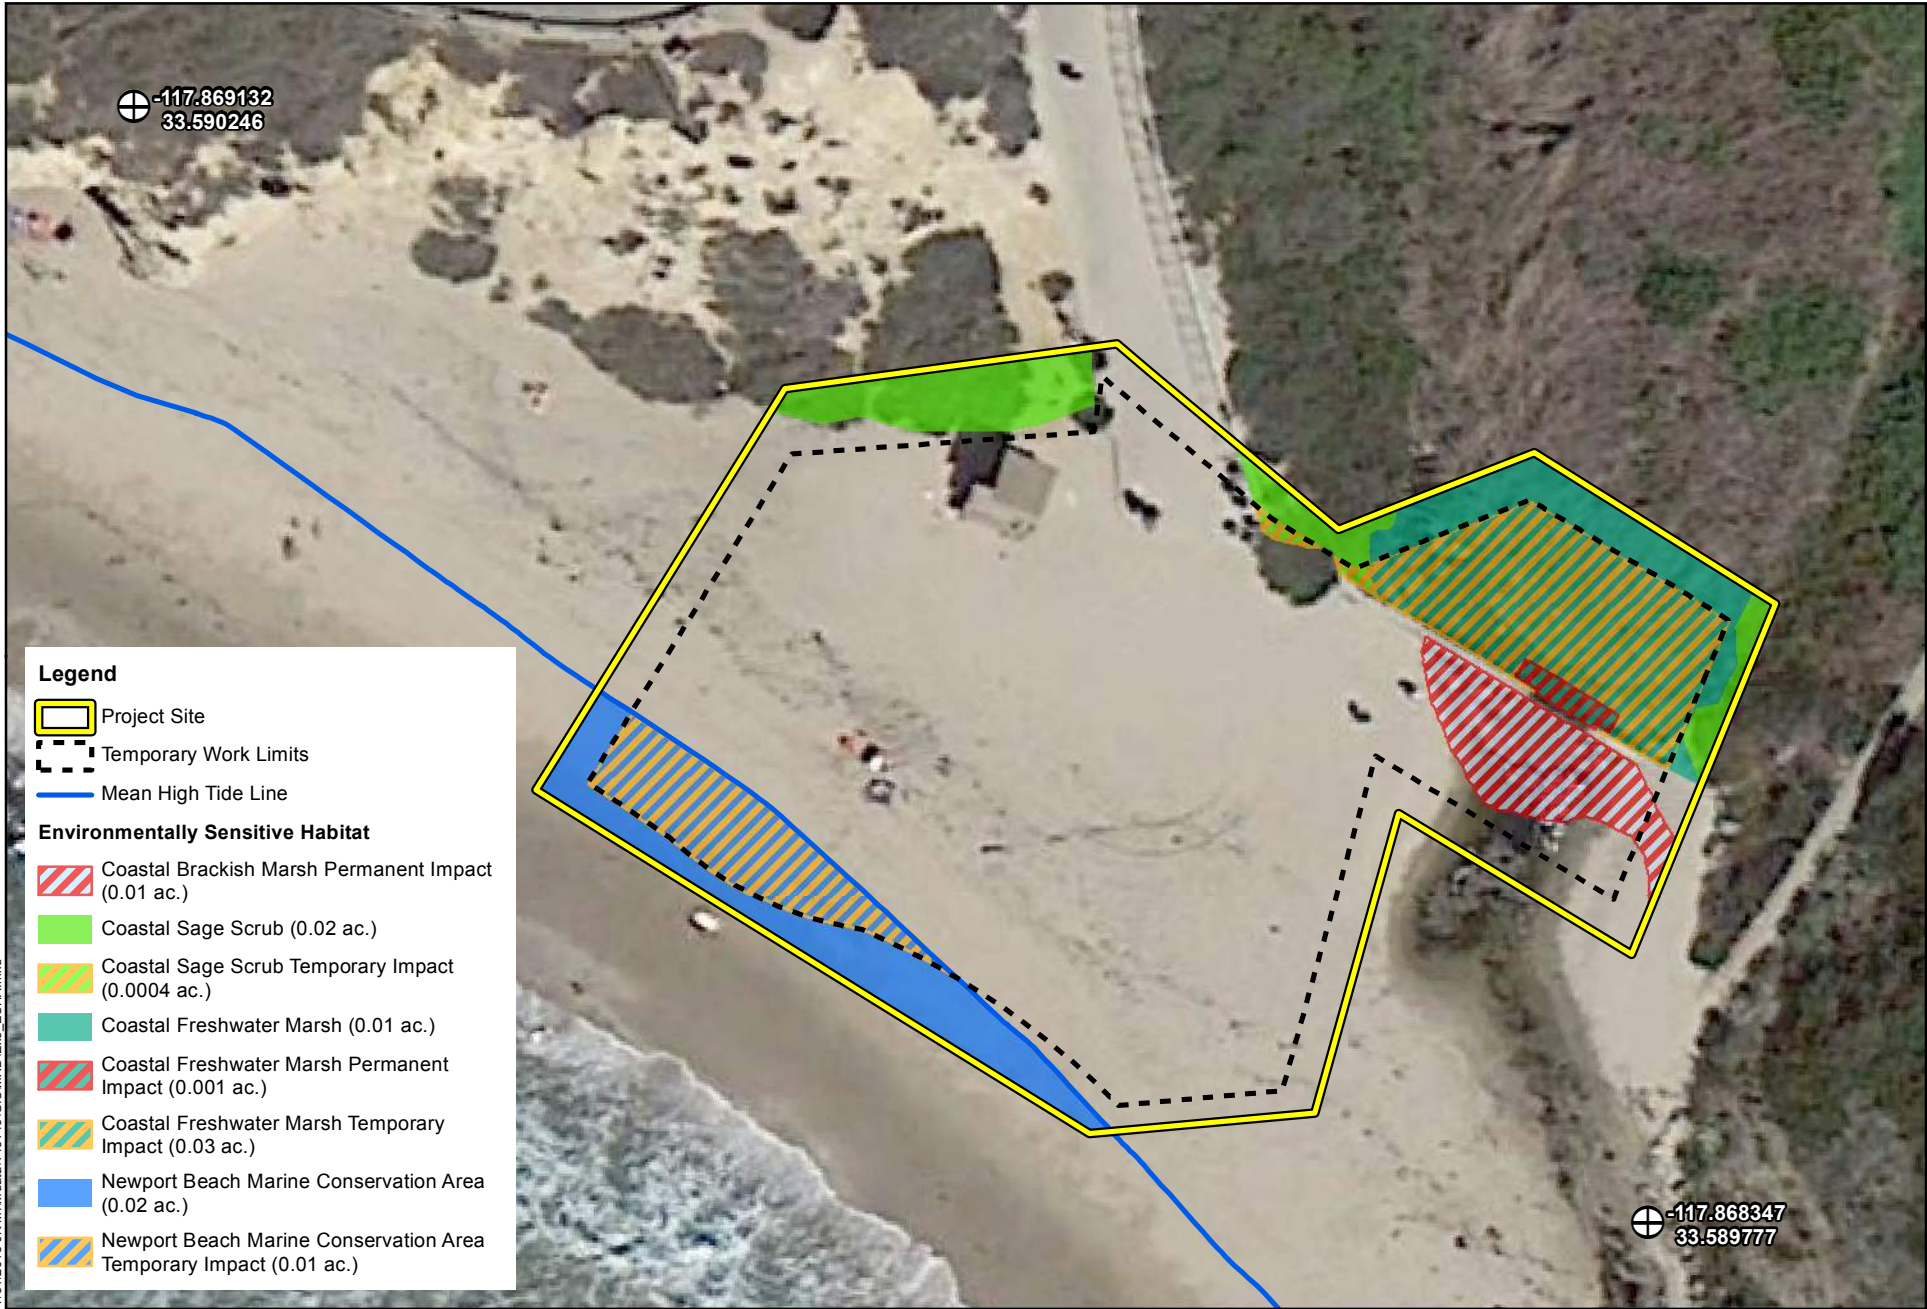 -117.869132
33.590246
Legend
Project Site
Temporary Work Limits
Mean High Tide Line
Environmentally Sensitive Habitat
Coastal Brackish Marsh Permanent Impact
(0.01 ac.)
Coastal Sage Scrub (0.02 ac.)
Coastal Sage Scrub Temporary Impact
(0.0004 ac.)
Coastal Freshwater Marsh (0.01 ac.)
Coastal Freshwater Marsh Permanent
Impact (0.001 ac.)
Coastal Freshwater Marsh Temporary
Impact (0.03 ac.)
Newport Beach Marine Conservation Area
(0.02 ac.)
Newport Beach Marine Conservation Area
Temporary Impact (0.01 ac.)
-117.868347
33.589777